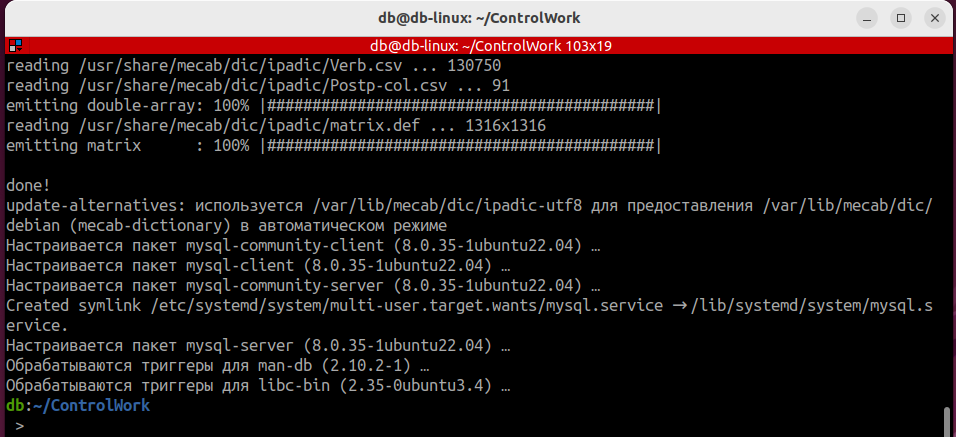 db@db-linux: ~/ControlWork
db@db-linux: ~/ControlWork 103x19
reading /usr/share/mecab/dic/ipadic/Verb.csv ... 130750
reading /usr/share/mecab/dic/ipadic/Postp-col.csv ... 91
emitting double-array: 100% |###########################################|
reading /usr/share/mecab/dic/ipadic/matrix.def ... 1316x1316
emitting matrix      : 100% |###########################################|
done!
update-alternatives: используется /var/lib/mecab/dic/ipadic-utf8 для предоставления /var/lib/mecab/dic/
debian (mecab-dictionary) в автоматическом режиме
Настраивается пакет mysql-community-client (8.0.35-1ubuntu22.04) …
Настраивается пакет mysql-client (8.0.35-1ubuntu22.04) …
Настраивается пакет mysql-community-server (8.0.35-1ubuntu22.04) …
Created symlink /etc/systemd/system/multi-user.target.wants/mysql.service → /lib/systemd/system/mysql.s
ervice.
Настраивается пакет mysql-server (8.0.35-1ubuntu22.04) …
Обрабатываются триггеры для man-db (2.10.2-1) …
Обрабатываются триггеры для libc-bin (2.35-0ubuntu3.4) …
db:~/ControlWork
>